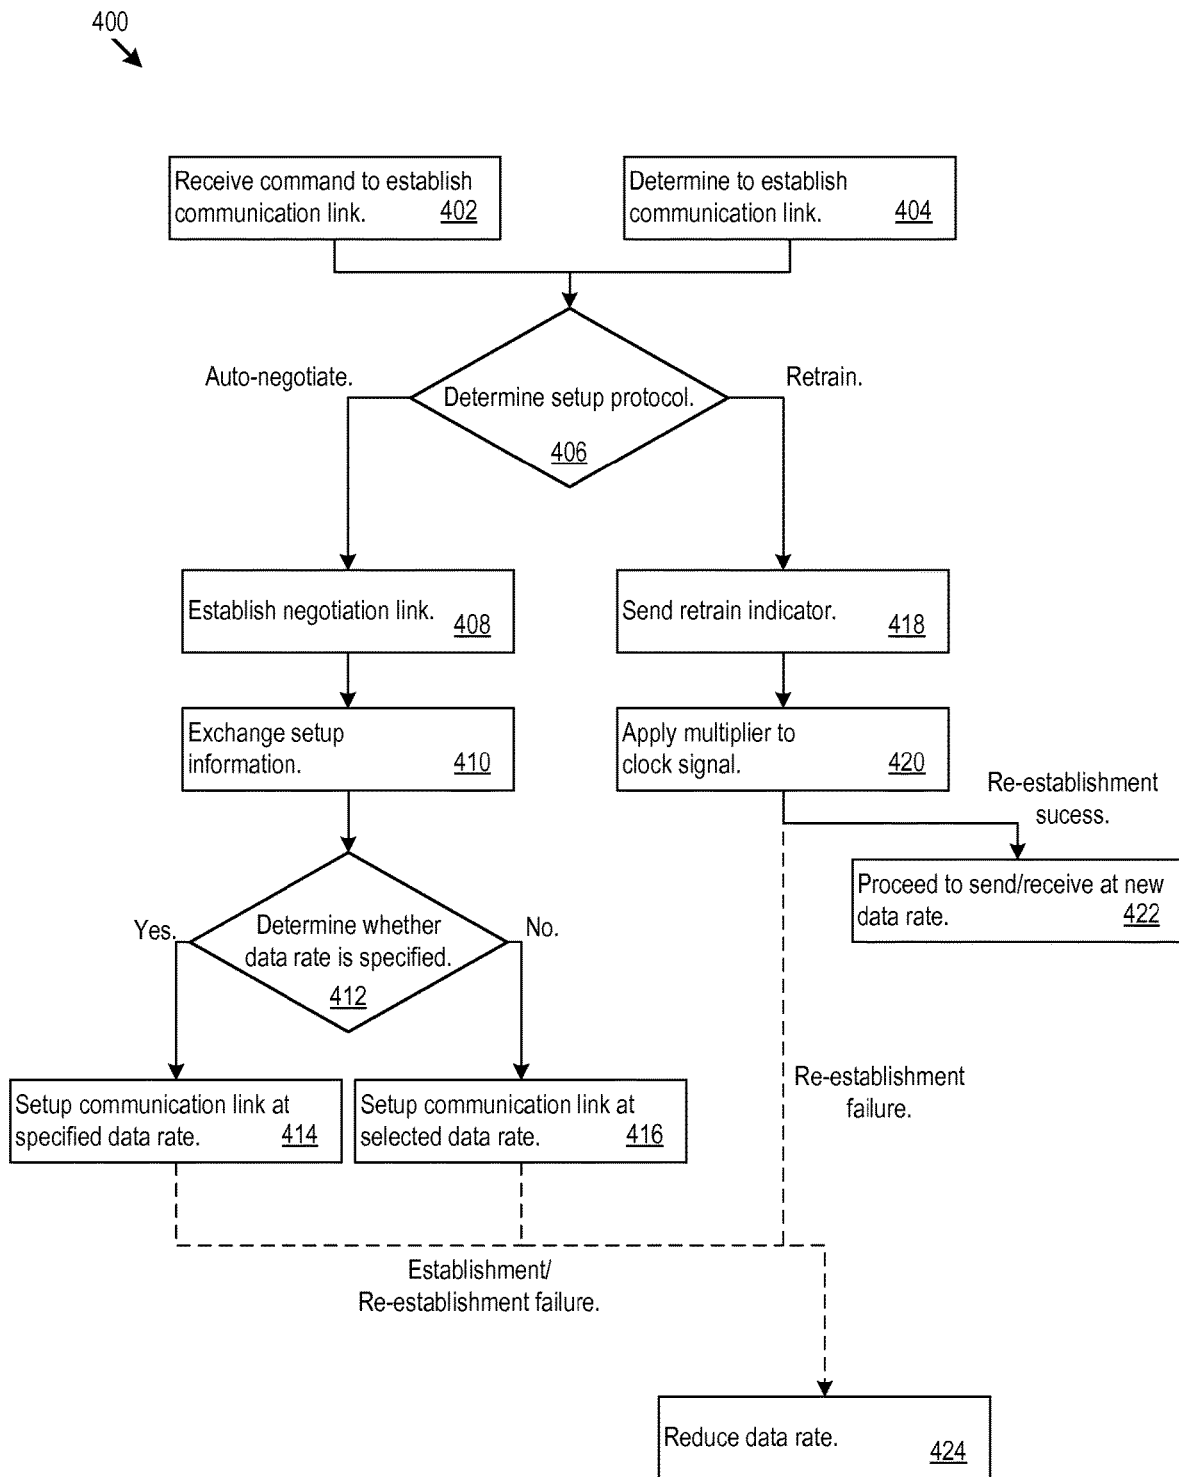 400
Receive command to establish
communication link. 402
Determine to establish
communication link. 404
Auto-negotiate.
Retrain.
Determine setup protocol.
406
Establish negotiation link. 408
Send retrain indicator. 418
Exchange setup
information. 410
Apply multiplier to
clock signal. 420
Re-establishment
sucess.
Proceed to send/receive at new
data rate. 422
Yes.
No.
Determine whether
data rate is specified.
412
Setup communication link at
specified data rate. 414
Setup communication link at
selected data rate. 416
Re-establishment
failure.
Establishment/
Re-establishment failure.
Reduce data rate. 424